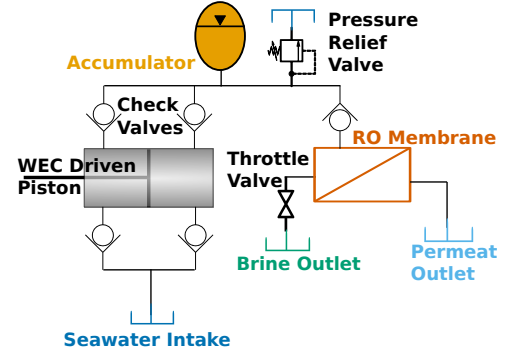 Pressure
Relief
Valve
Accumulator
Check
Valves
RO Membrane
WEC Driven
Piston
Throttle
Valve
Brine Outlet
Permeat
Outlet
Seawater Intake